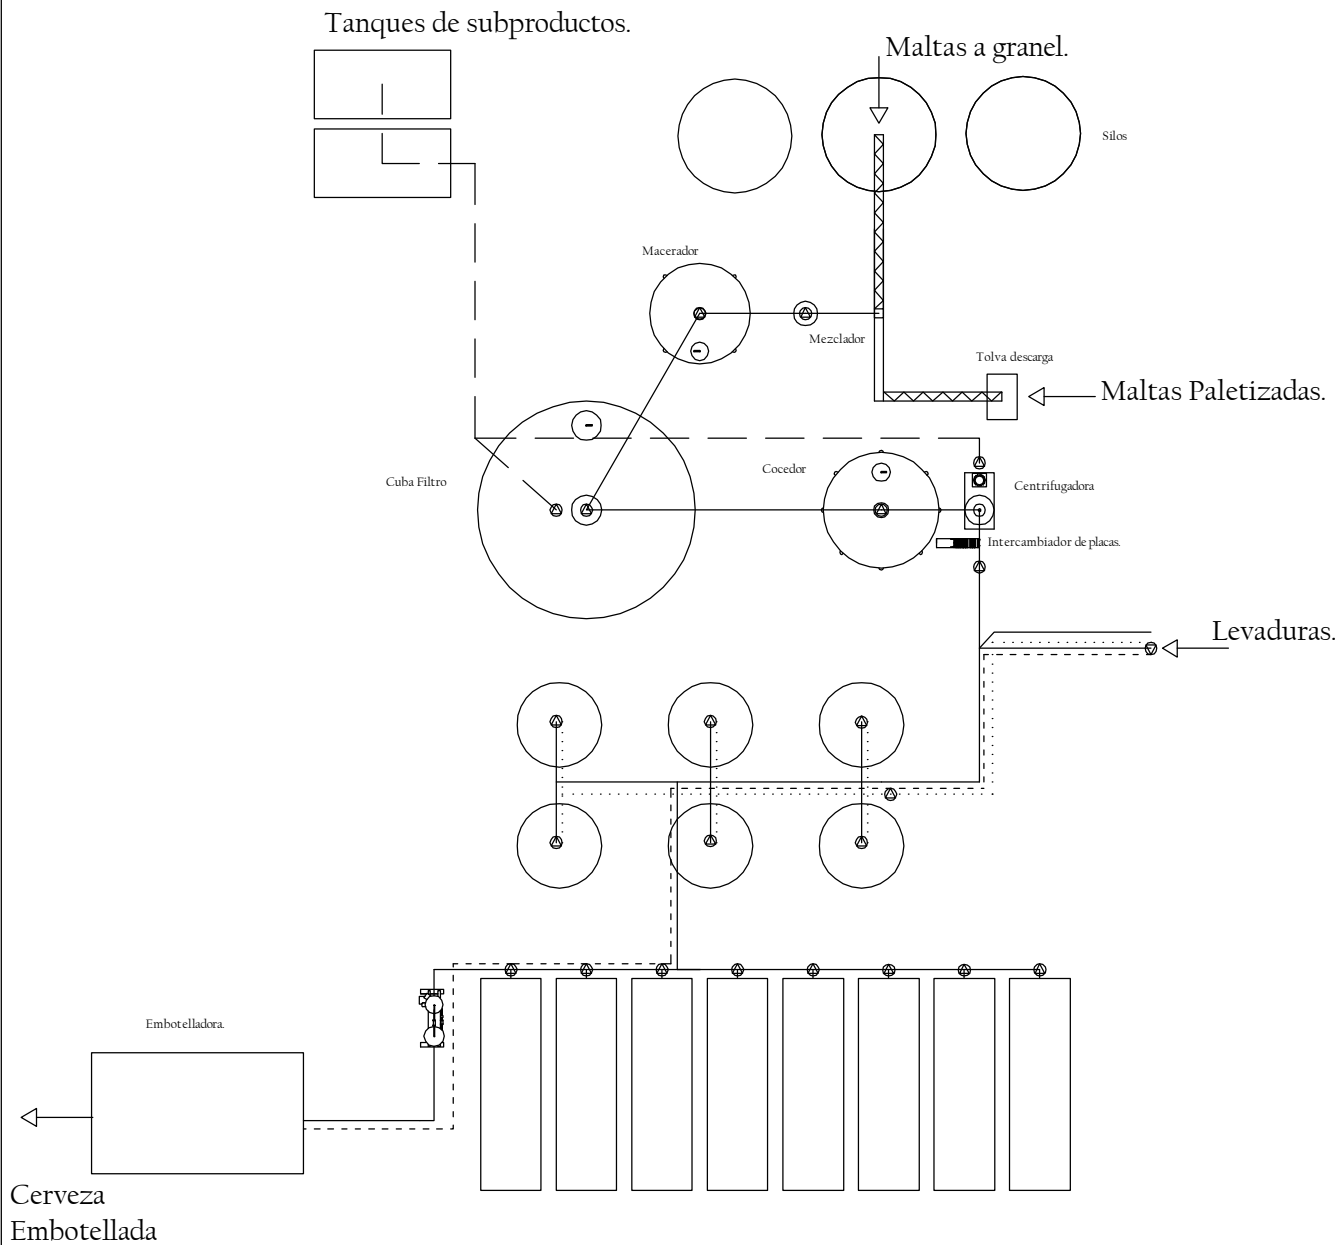 Tanques de subproductos.
Maltas a granel.
Silos
Macerador
Mezclador
Tolva descarga
Maltas Paletizadas.
Cocedor
Cuba Filtro
Centrifugadora
Intercambiador de placas.
Levaduras.
Embotelladora.
Cerveza
Embotellada